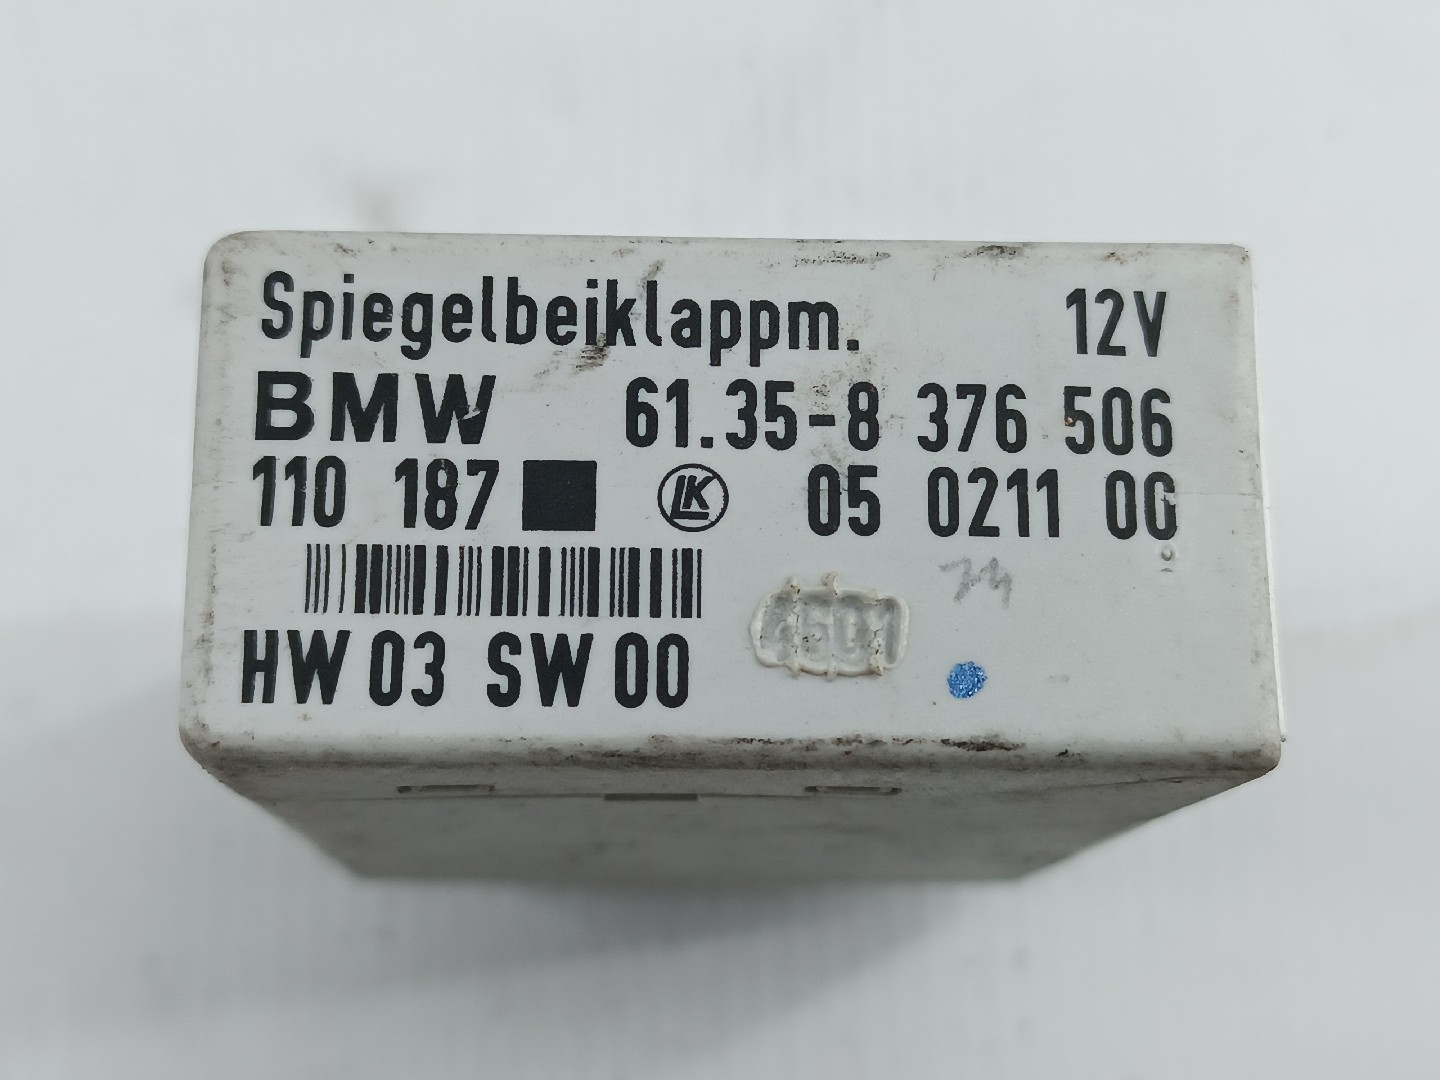 Spiegelbeiklappm. 12V
BMW 61.35-8 376 506
110 187 LK 05 0211 00
HW 03 SW 00